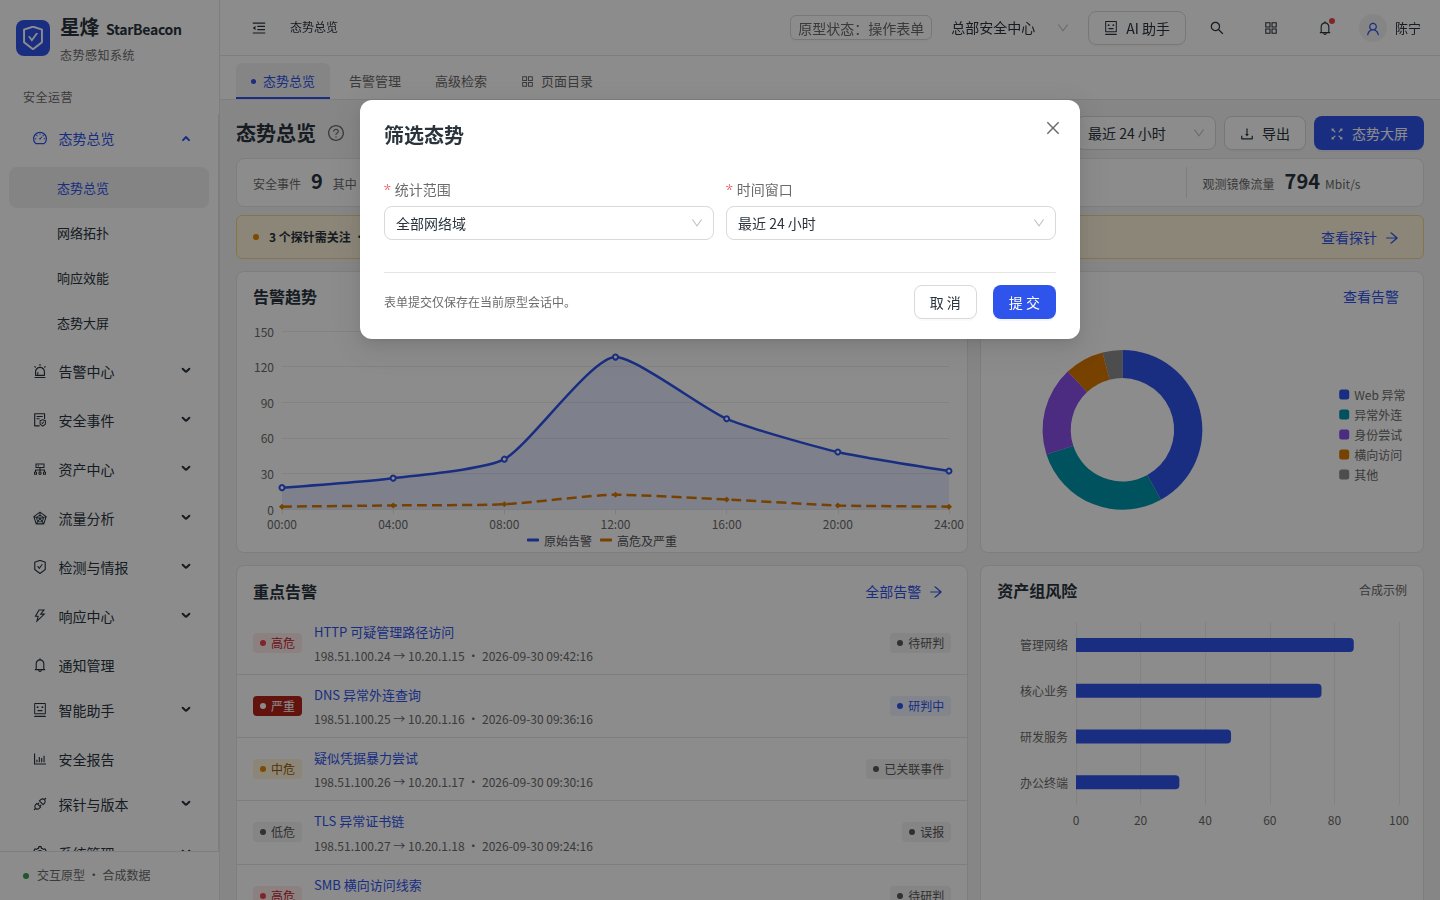 星烽 StarBeacon
态势感知系统
安全运营
态势总览
态势总览
网络拓扑
响应效能
态势大屏
告警中心
安全事件
资产中心
流量分析
检测与情报
响应中心
通知管理
智能助手
安全报告
探针与版本
交互原型 · 合成数据
态势总览
原型状态：操作表单
总部安全中心
AI 助手
陈宁
态势总览
告警管理
高级检索
页面目录
态势总览
最近 24 小时
导出
态势大屏
安全事件 9 其中
观测镜像流量 794 Mbit/s
3 个探针需关注
查看探针
筛选态势
* 统计范围
* 时间窗口
全部网络域
最近 24 小时
表单提交仅保存在当前原型会话中。
取 消
提 交
告警趋势
150
120
90
60
30
0
00:00 04:00 08:00 12:00 16:00 20:00 24:00
原始告警 高危及严重
查看告警
Web 异常
异常外连
身份尝试
横向访问
其他
重点告警
全部告警
高危
HTTP 可疑管理路径访问
198.51.100.24 → 10.20.1.15 · 2026-09-30 09:42:16
待研判
严重
DNS 异常外连查询
198.51.100.25 → 10.20.1.16 · 2026-09-30 09:36:16
研判中
中危
疑似凭据暴力尝试
198.51.100.26 → 10.20.1.17 · 2026-09-30 09:30:16
已关联事件
低危
TLS 异常证书链
198.51.100.27 → 10.20.1.18 · 2026-09-30 09:24:16
误报
高危
SMB 横向访问线索
待研判
资产组风险
合成示例
管理网络
核心业务
研发服务
办公终端
0 20 40 60 80 100